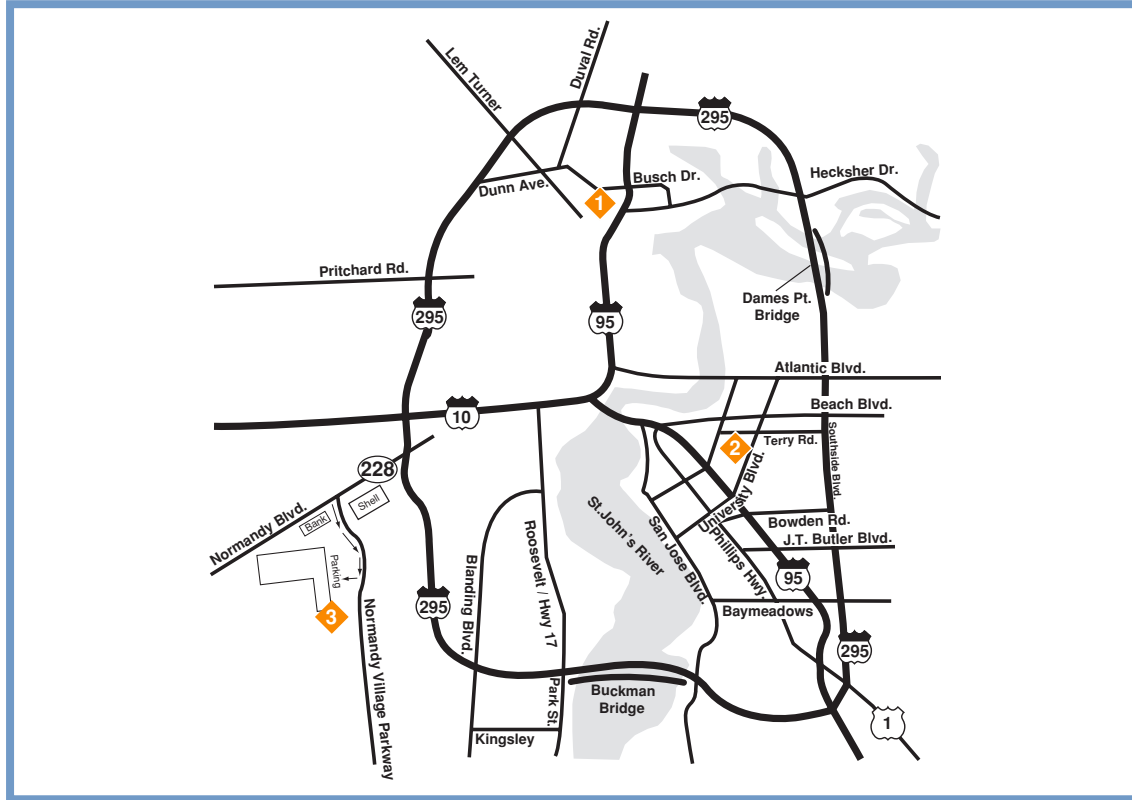 Lem Turner
Duval Rd.
295
Dunn Ave.
1
Busch Dr.
Hecksher Dr.
Pritchard Rd.
295
95
Dames Pt.
Bridge
Atlantic Blvd.
10
Beach Blvd.
2
Terry Rd.
Southside Blvd.
228
Shell
Bank
Normandy Blvd.
Parking
University Blvd.
Bowden Rd.
J.T. Butler Blvd.
St.John's River
San Jose Blvd.
Phillips Hwy.
Roosevelt / Hwy 17
Blanding Blvd.
295
95
Baymeadows
3
Normandy Village Parkway
295
Park St.
Buckman
Bridge
1
Kingsley